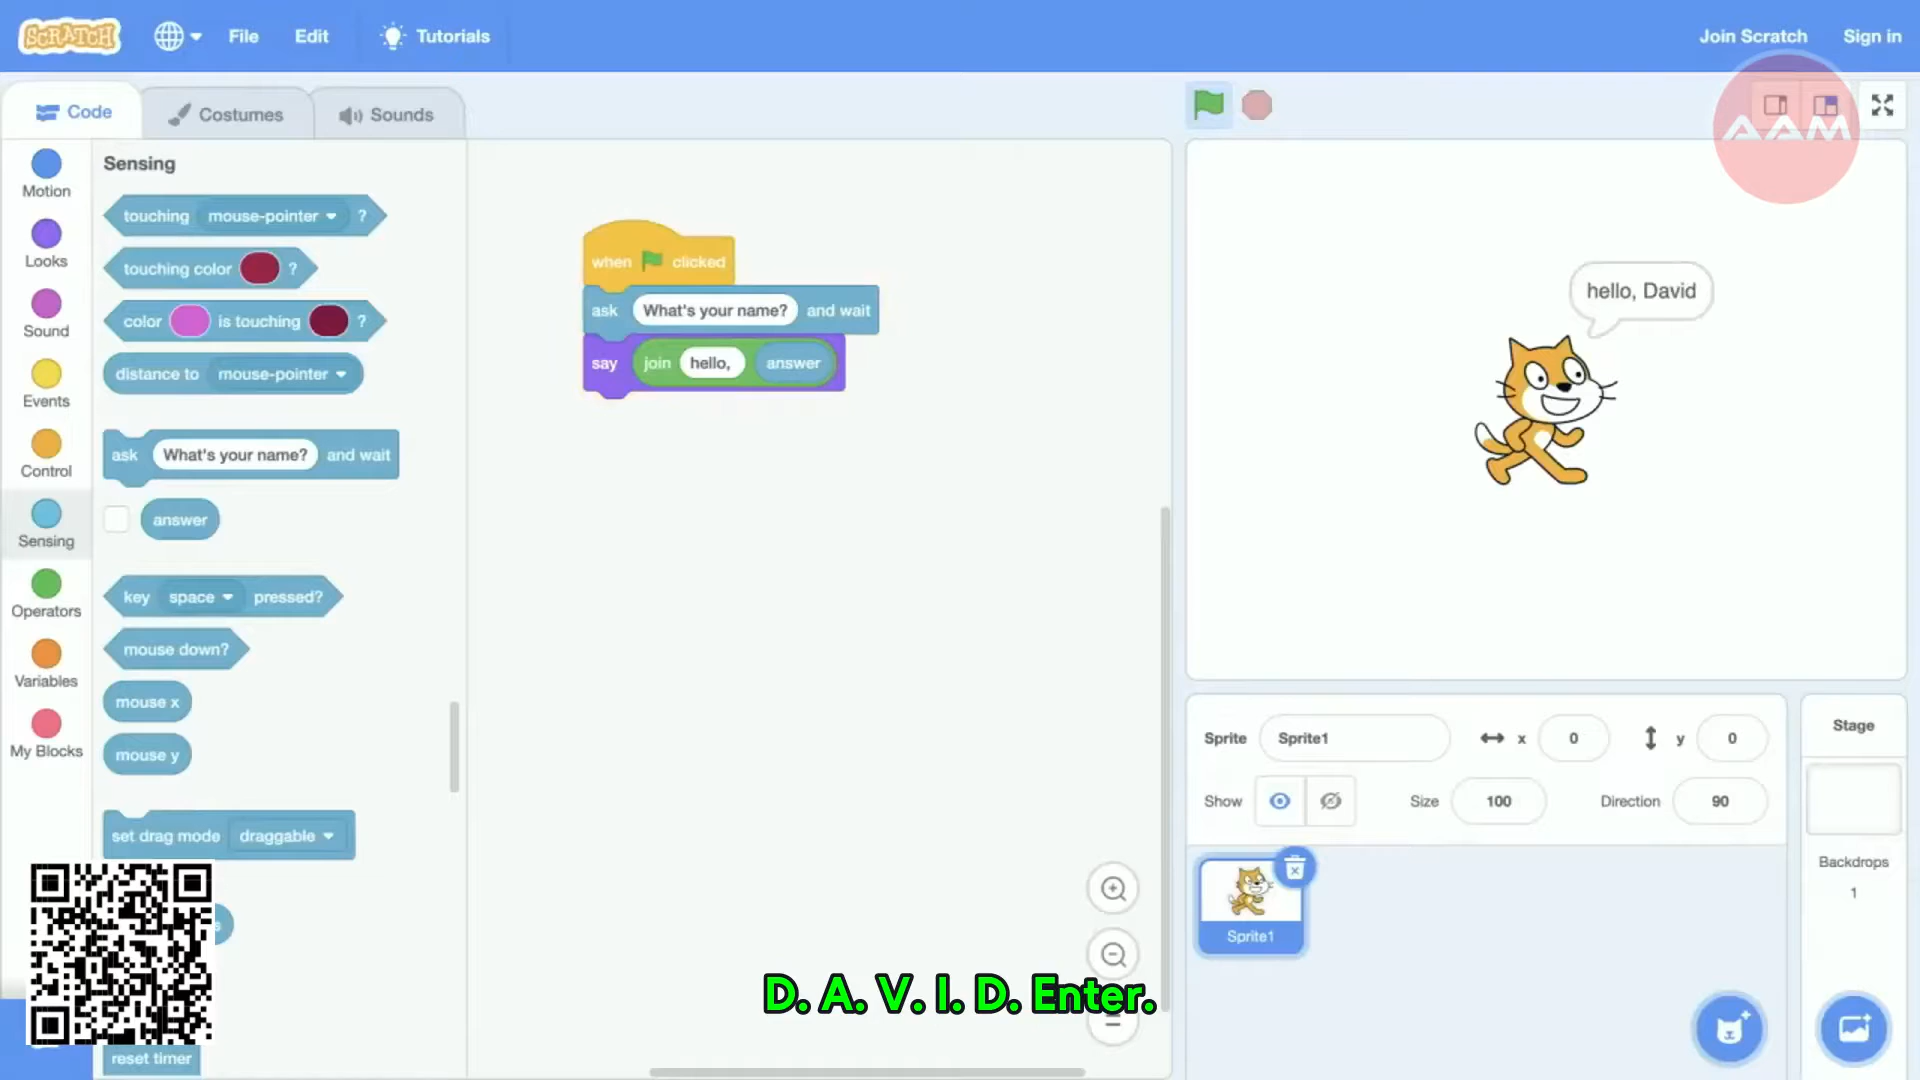 SCRATCH File Edit Tutorials Join Scratch Sign in
Code Costumes Sounds
AAM
Motion
Looks
Sound
Events
Control
Sensing
Operators
Variables
My Blocks
Sensing
touching mouse-pointer ?
touching color ?
color is touching ?
distance to mouse-pointer
ask What's your name? and wait
answer
key space pressed?
mouse down?
mouse x
mouse y
set drag mode draggable
reset timer
when clicked
ask What's your name? and wait
say join hello, answer
hello, David
Sprite Sprite1 x 0 y 0
Show Size 100 Direction 90
Sprite1
Stage
Backdrops
1
D. A. V. I. D. Enter.